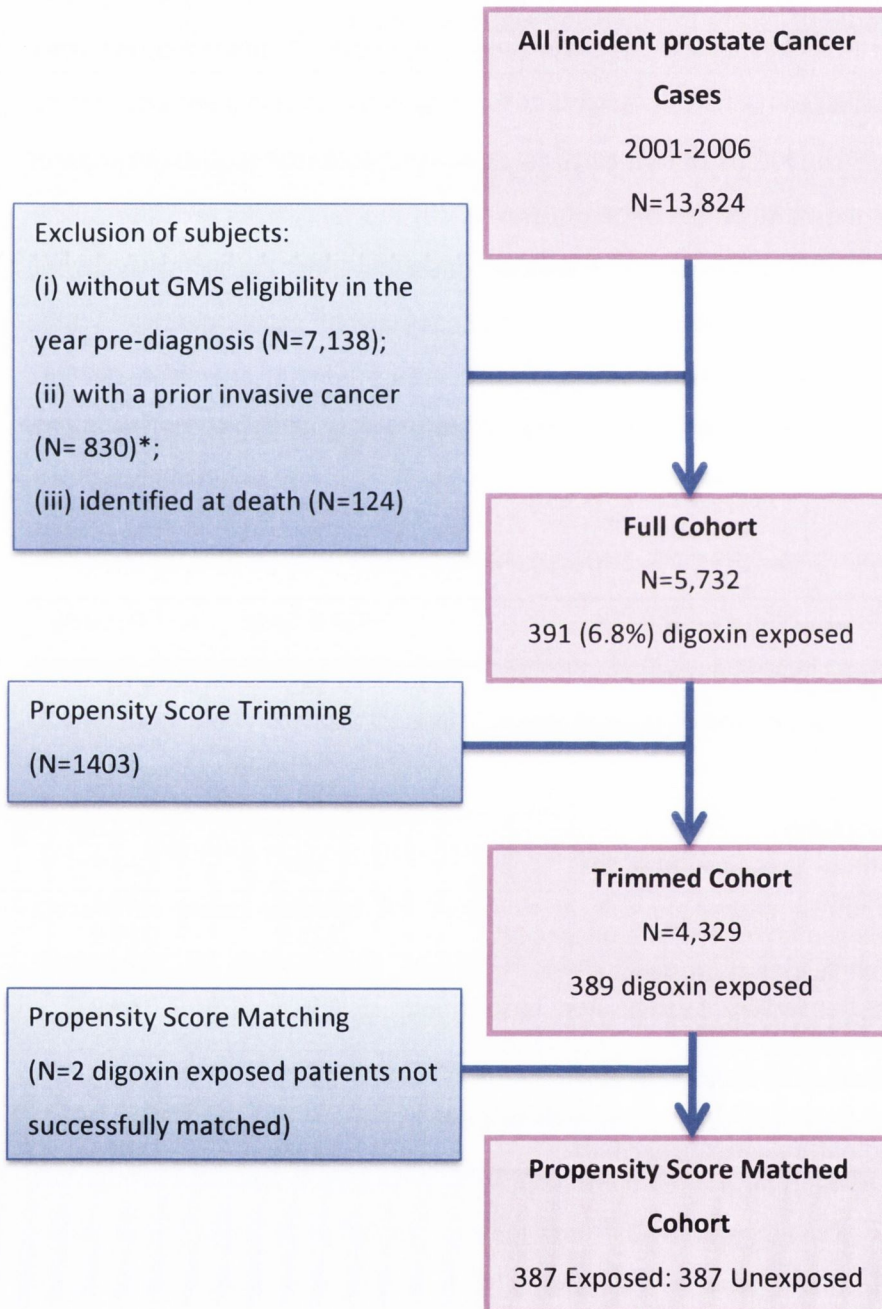 All incident prostate Cancer
Cases
2001-2006
N=13,824
Exclusion of subjects:
(i) without GMS eligibility in the
year pre-diagnosis (N=7,138);
(ii) with a prior invasive cancer
(N= 830)*;
(iii) identified at death (N=124)
Full Cohort
N=5,732
391 (6.8%) digoxin exposed
Propensity Score Trimming
(N=1403)
Trimmed Cohort
N=4,329
389 digoxin exposed
Propensity Score Matching
(N=2 digoxin exposed patients not
successfully matched)
Propensity Score Matched
Cohort
387 Exposed: 387 Unexposed